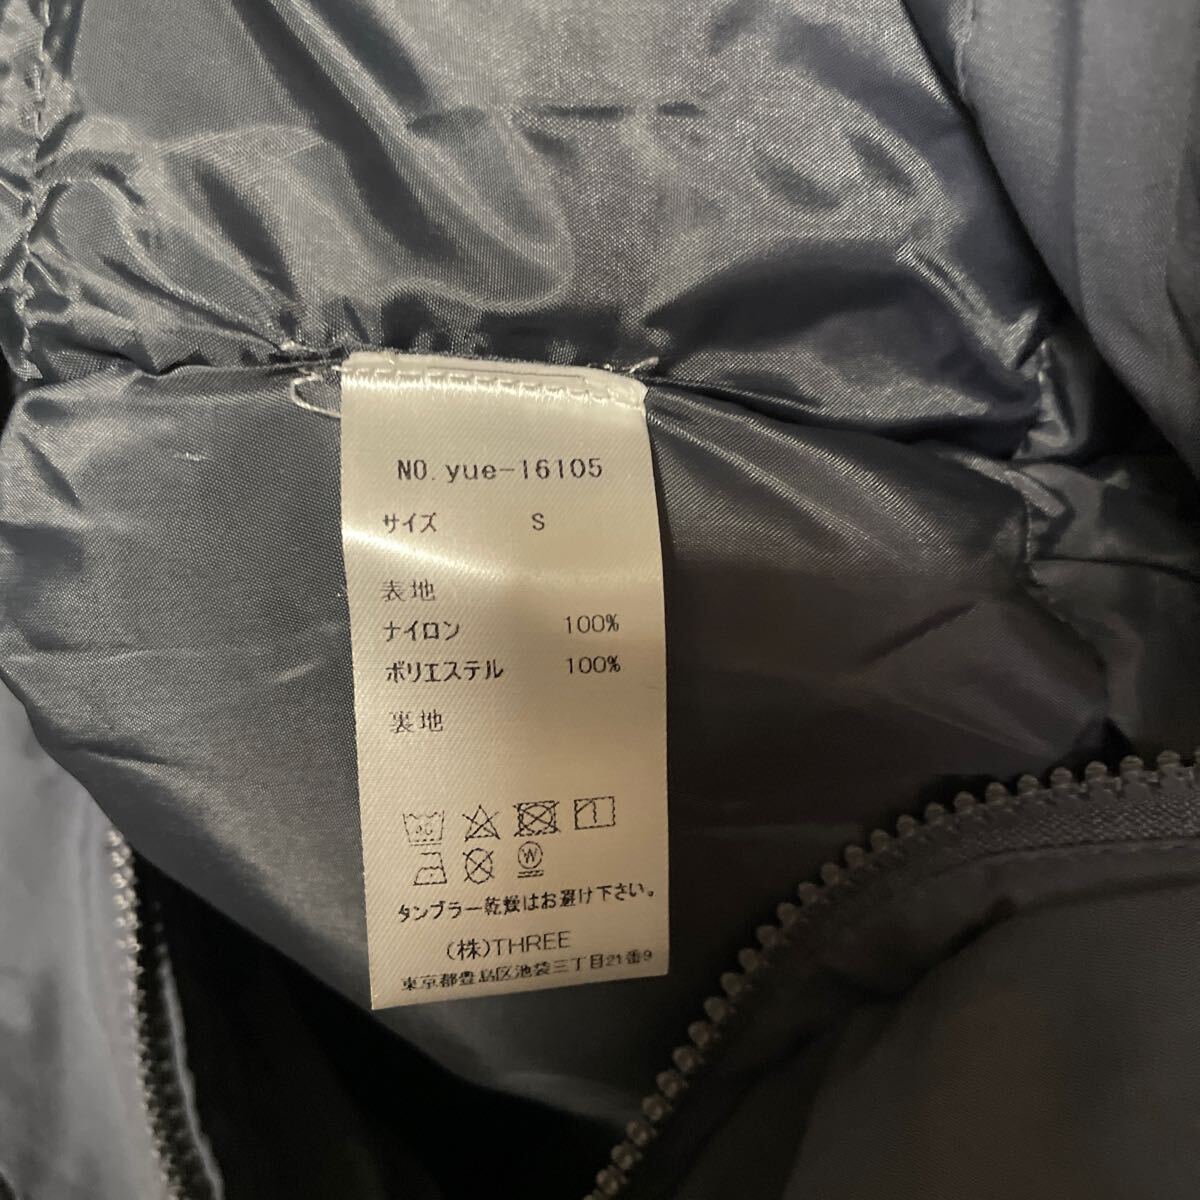 NO. yue-16105
サイズ S
表地
ナイロン 100%
ポリエステル 100%
裏地
タンブラー乾燥はお避け下さい。
(株)THREE
東京都豊島区池袋三丁目21番9